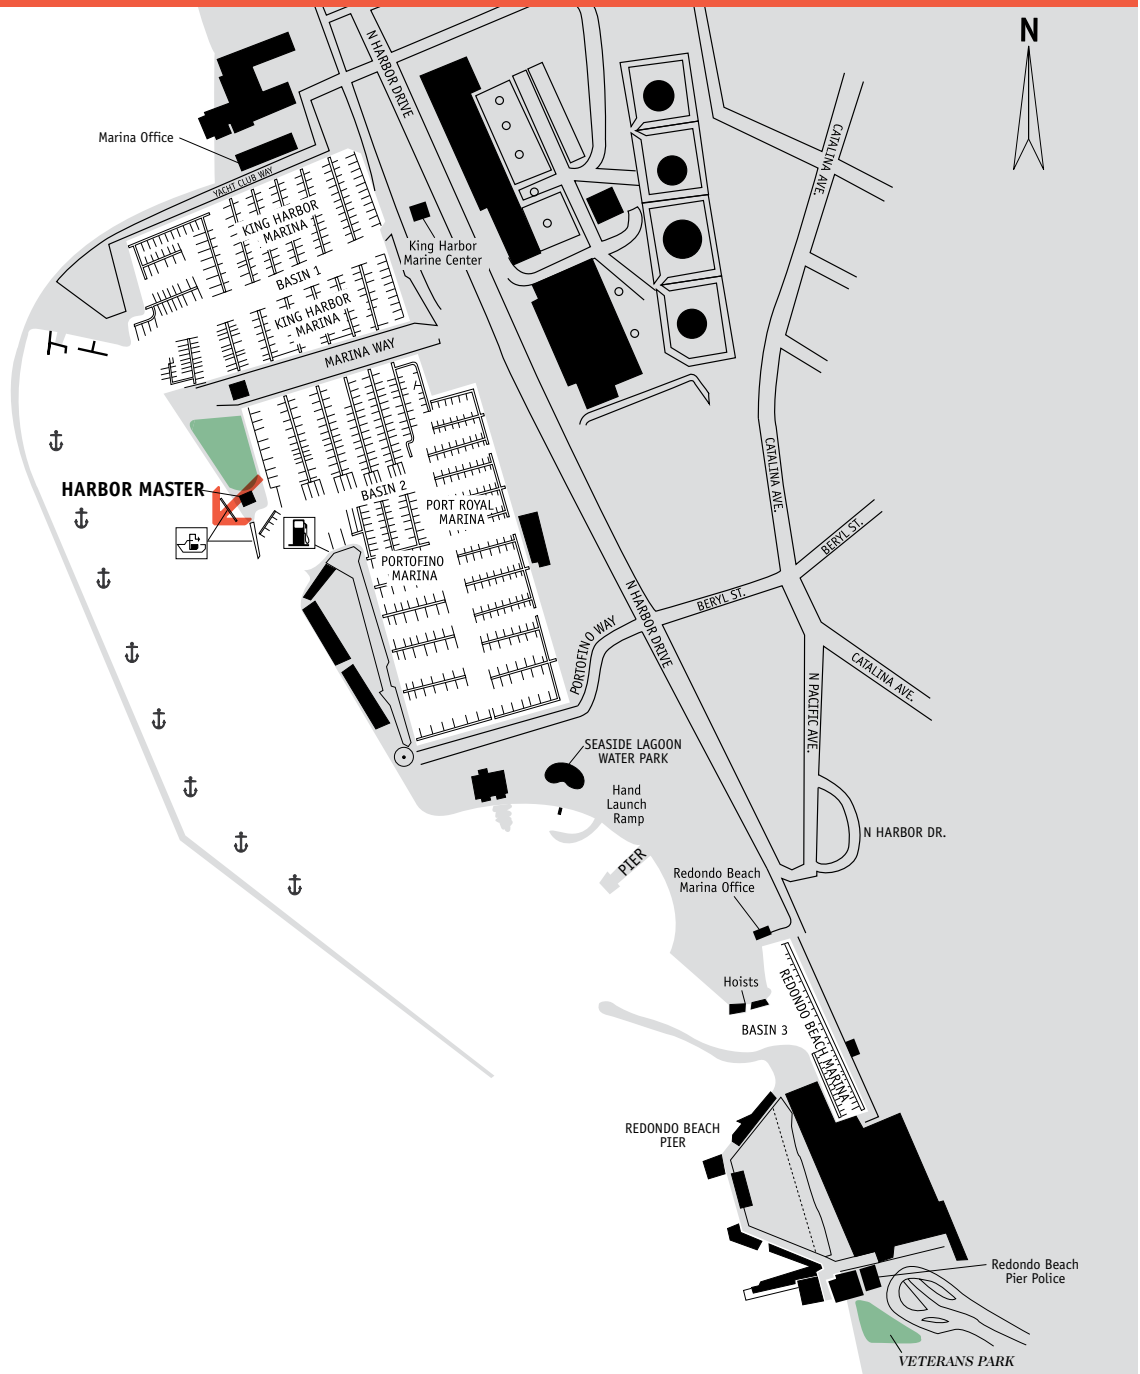 N
N HARBOR DRIVE
Marina Office
CATALINA AVE.
YACHT CLUB WAY
KING HARBOR
MARINA
King Harbor
Marine Center
BASIN 1
KING HARBOR
MARINA
MARINA WAY
CATALINA AVE.
HARBOR MASTER
BASIN 2
PORT ROYAL
MARINA
BERYL ST.
PORTOFINO
MARINA
BERYL ST.
N HARBOR DRIVE
PORTOFINO WAY
CATALINA AVE.
N PACIFIC AVE.
SEASIDE LAGOON
WATER PARK
Hand
Launch
Ramp
N HARBOR DR.
PIER
Redondo Beach
Marina Office
Hoists
REDONDO BEACH MARINA
BASIN 3
REDONDO BEACH
PIER
Redondo Beach
Pier Police
VETERANS PARK